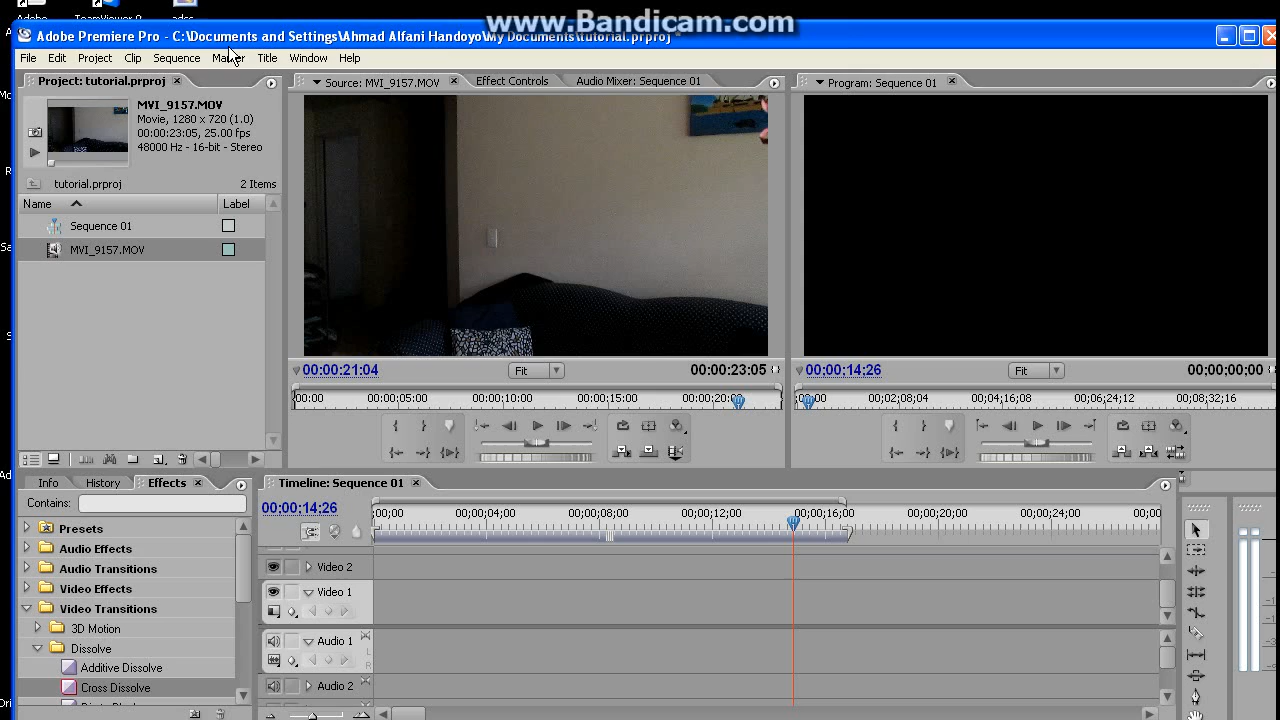 Adobe
TeamViewer 9
www.Bandicam.com
Adobe Premiere Pro - C:\Documents and Settings\Ahmad Alfani Handoyo\My Documents\tutorial.prproj *
File Edit Project Clip Sequence Marker Title Window Help
Project: tutorial.prproj
MVI_9157.MOV
Movie, 1280 x 720 (1.0)
00:00:23:05, 25.00 fps
48000 Hz - 16-bit - Stereo
tutorial.prproj 2 Items
Name Label
Sequence 01
MVI_9157.MOV
Source: MVI_9157.MOV Effect Controls Audio Mixer: Sequence 01
00:00:21:04 Fit 00:00:23:05
00:00 00:00:05:00 00:00:10:00 00:00:15:00 00:00:20:
Program: Sequence 01
00:00:14:26 Fit 00:00:00:00
00;00 00;02;08;04 00;04;16;08 00;06;24;12 00;08;32;16
Info History Effects
Contains:
Presets
Audio Effects
Audio Transitions
Video Effects
Video Transitions
3D Motion
Dissolve
Additive Dissolve
Cross Dissolve
Timeline: Sequence 01
00;00;14;26
;00;00 00;00;04;00 00;00;08;00 00;00;12;00 00;00;16;00 00;00;20;00 00;00;24;00 00;00
Video 2
Video 1
Audio 1
L
R
Audio 2